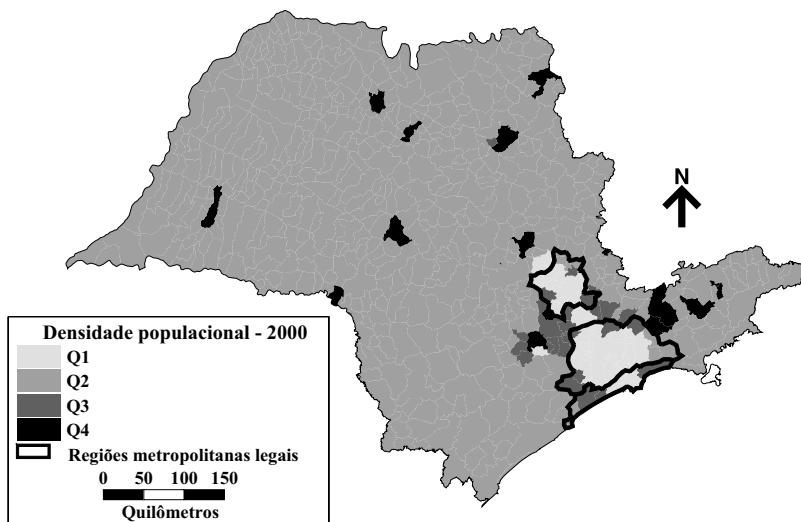 N
Densidade populacional - 2000
Q1
Q2
Q3
Q4
Regiões metropolitanas legais
0 50 100 150
Quilômetros